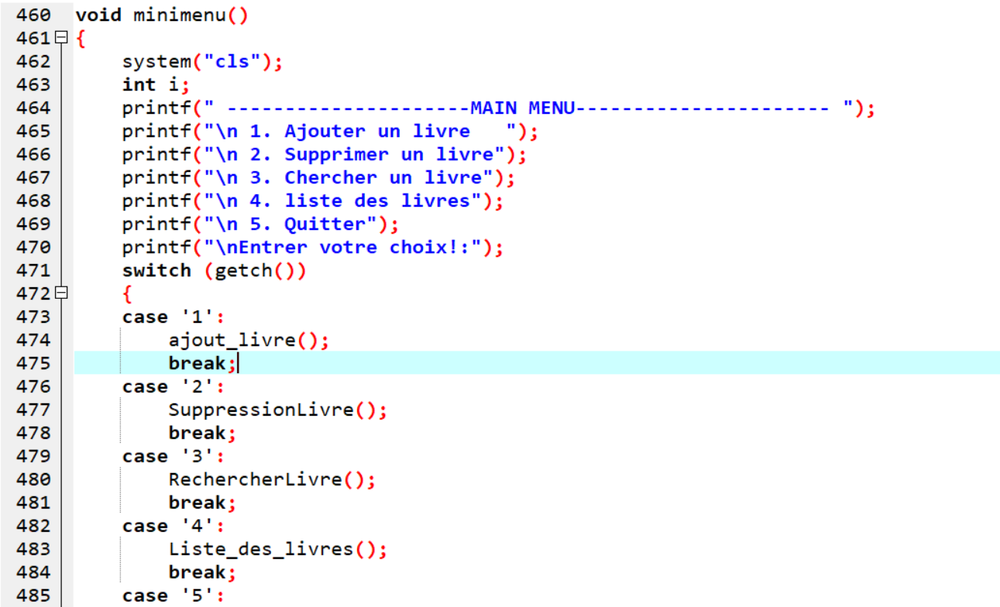 460 void minimenu()
461 {
462 system("cls");
463 int i;
464 printf(" ---------------------MAIN MENU---------------------- ");
465 printf("\n 1. Ajouter un livre   ");
466 printf("\n 2. Supprimer un livre");
467 printf("\n 3. Chercher un livre");
468 printf("\n 4. liste des livres");
469 printf("\n 5. Quitter");
470 printf("\nEntrer votre choix!:");
471 switch (getch())
472 {
473 case '1':
474 ajout_livre();
475 break;
476 case '2':
477 SuppressionLivre();
478 break;
479 case '3':
480 RechercherLivre();
481 break;
482 case '4':
483 Liste_des_livres();
484 break;
485 case '5':